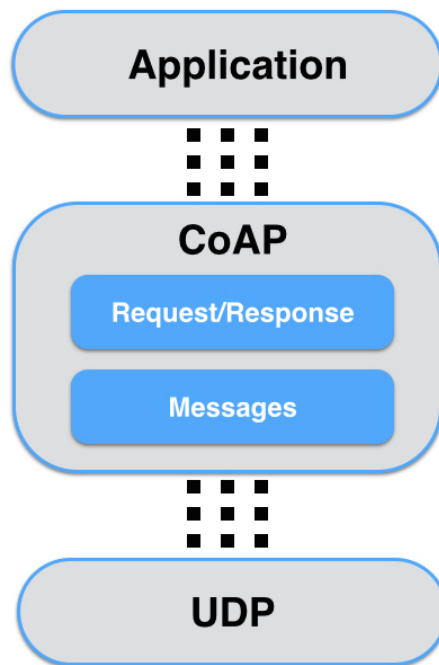 Application
CoAP
Request/Response
Messages
UDP